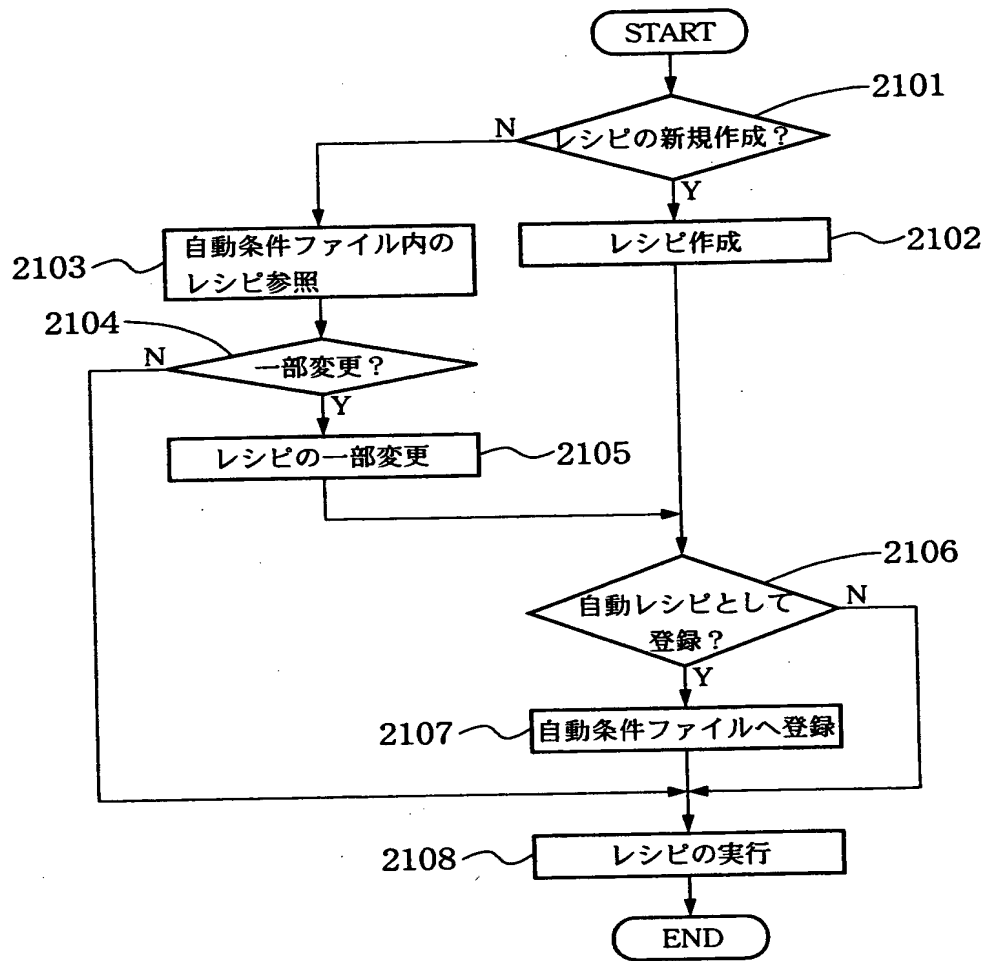 START
2101
N
レシピの新規作成？
Y
レシピ作成
2102
2103
自動条件ファイル内の
レシピ参照
2104
N
一部変更？
Y
レシピの一部変更
2105
2106
自動レシピとして
登録？
N
Y
2107
自動条件ファイルへ登録
2108
レシピの実行
END